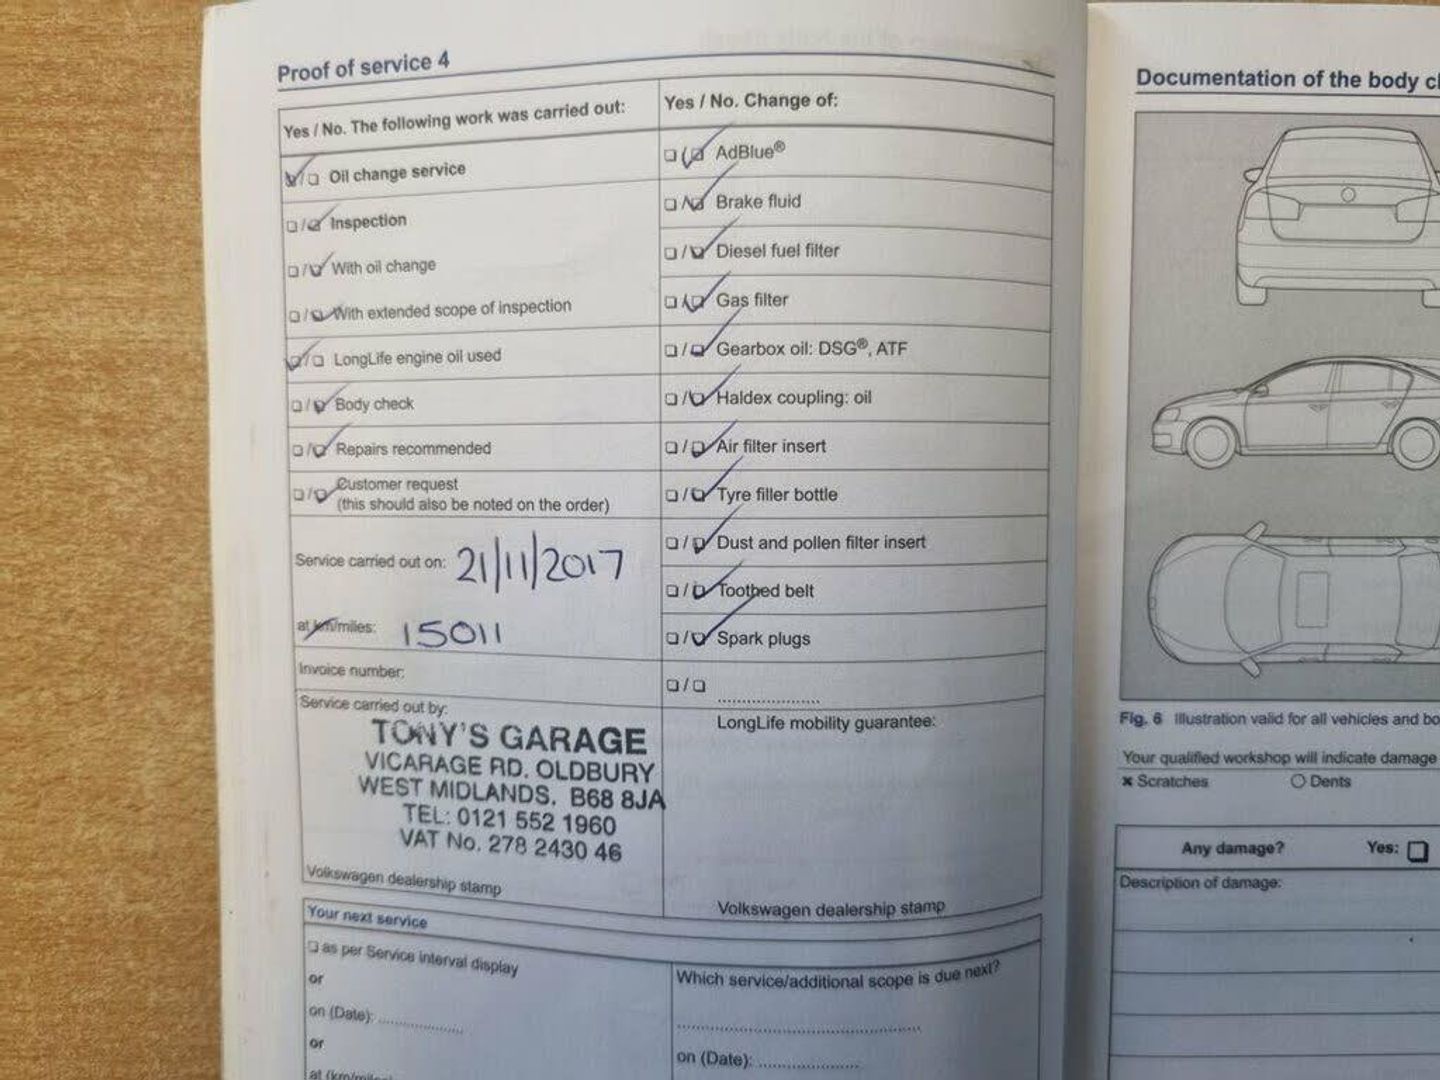 Proof of service 4
Yes / No. The following work was carried out:
Oil change service
Inspection
With oil change
With extended scope of inspection
LongLife engine oil used
Body check
Repairs recommended
Customer request
(this should also be noted on the order)
Service carried out on: 21/11/2017
at km/miles: 15011
Invoice number:
Service carried out by:
TONY'S GARAGE
VICARAGE RD. OLDBURY
WEST MIDLANDS. B68 8JA
TEL: 0121 552 1960
VAT No. 278 2430 46
Volkswagen dealership stamp
Yes / No. Change of:
AdBlue®
Brake fluid
Diesel fuel filter
Gas filter
Gearbox oil: DSG®, ATF
Haldex coupling: oil
Air filter insert
Tyre filler bottle
Dust and pollen filter insert
Toothed belt
Spark plugs
LongLife mobility guarantee:
Volkswagen dealership stamp
Your next service
as per Service interval display
or
on (Date):
or
at (km/miles)
Which service/additional scope is due next?
on (Date):
Documentation of the body
Fig. 6 Illustration valid for all vehicles and
Your qualified workshop will indicate damage
× Scratches
Dents
Any damage? Yes:
Description of damage: